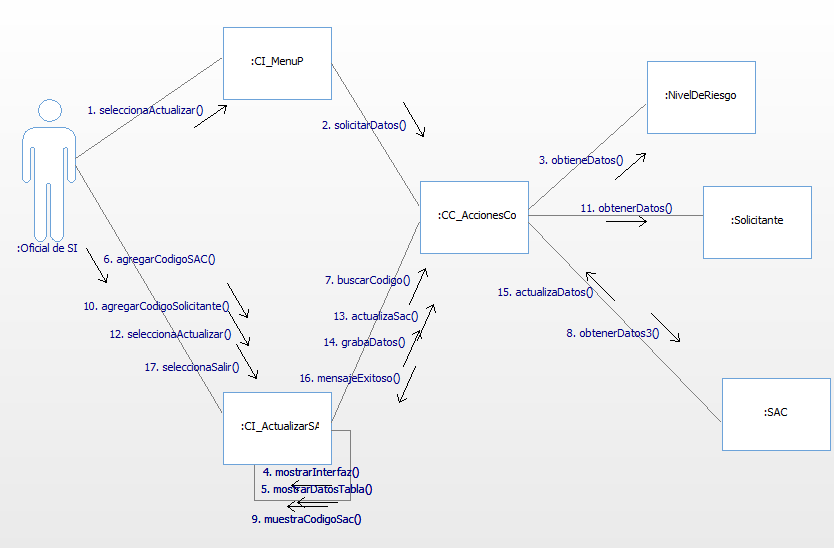 :CI_MenuP
1. seleccionaActualizar()
2. solicitarDatos()
:NivelDeRiesgo
3. obtieneDatos()
:CC_AccionesCo
11. obtenerDatos()
:Solicitante
:Oficial de SI
6. agregarCodigoSAC()
7. buscarCodigo()
15. actualizaDatos()
10. agregarCodigoSolicitante()
13. actualizaSac()
12. seleccionaActualizar()
14. grabaDatos()
8. obtenerDatos3()
17. seleccionaSalir()
16. mensajeExitoso()
:CI_ActualizarSA
:SAC
4. mostrarInterfaz()
5. mostrarDatosTabla()
9. muestraCodigoSac()